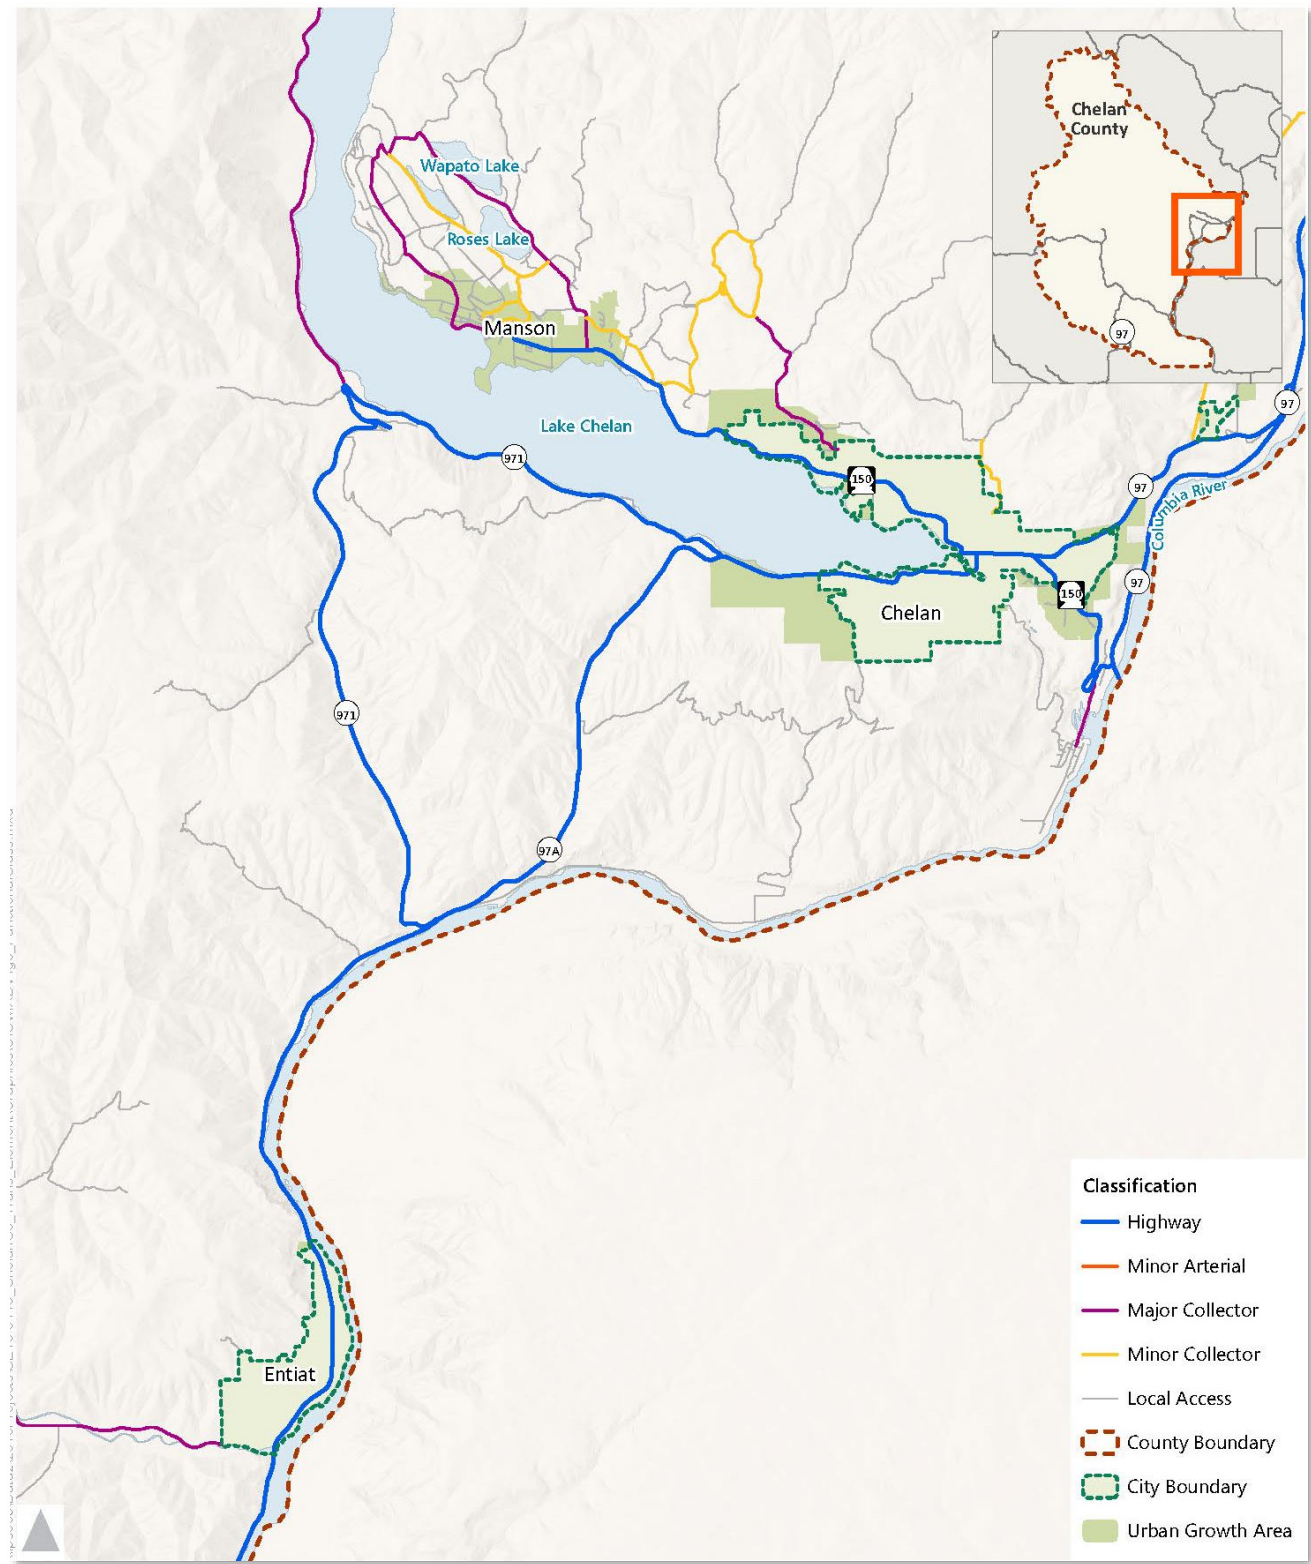 Chelan
County
97
Wapato Lake
Roses Lake
Manson
Lake Chelan
97
971
150
97
Columbia River
97
150
Chelan
971
97A
Entiat
Classification
Highway
Minor Arterial
Major Collector
Minor Collector
Local Access
County Boundary
City Boundary
Urban Growth Area